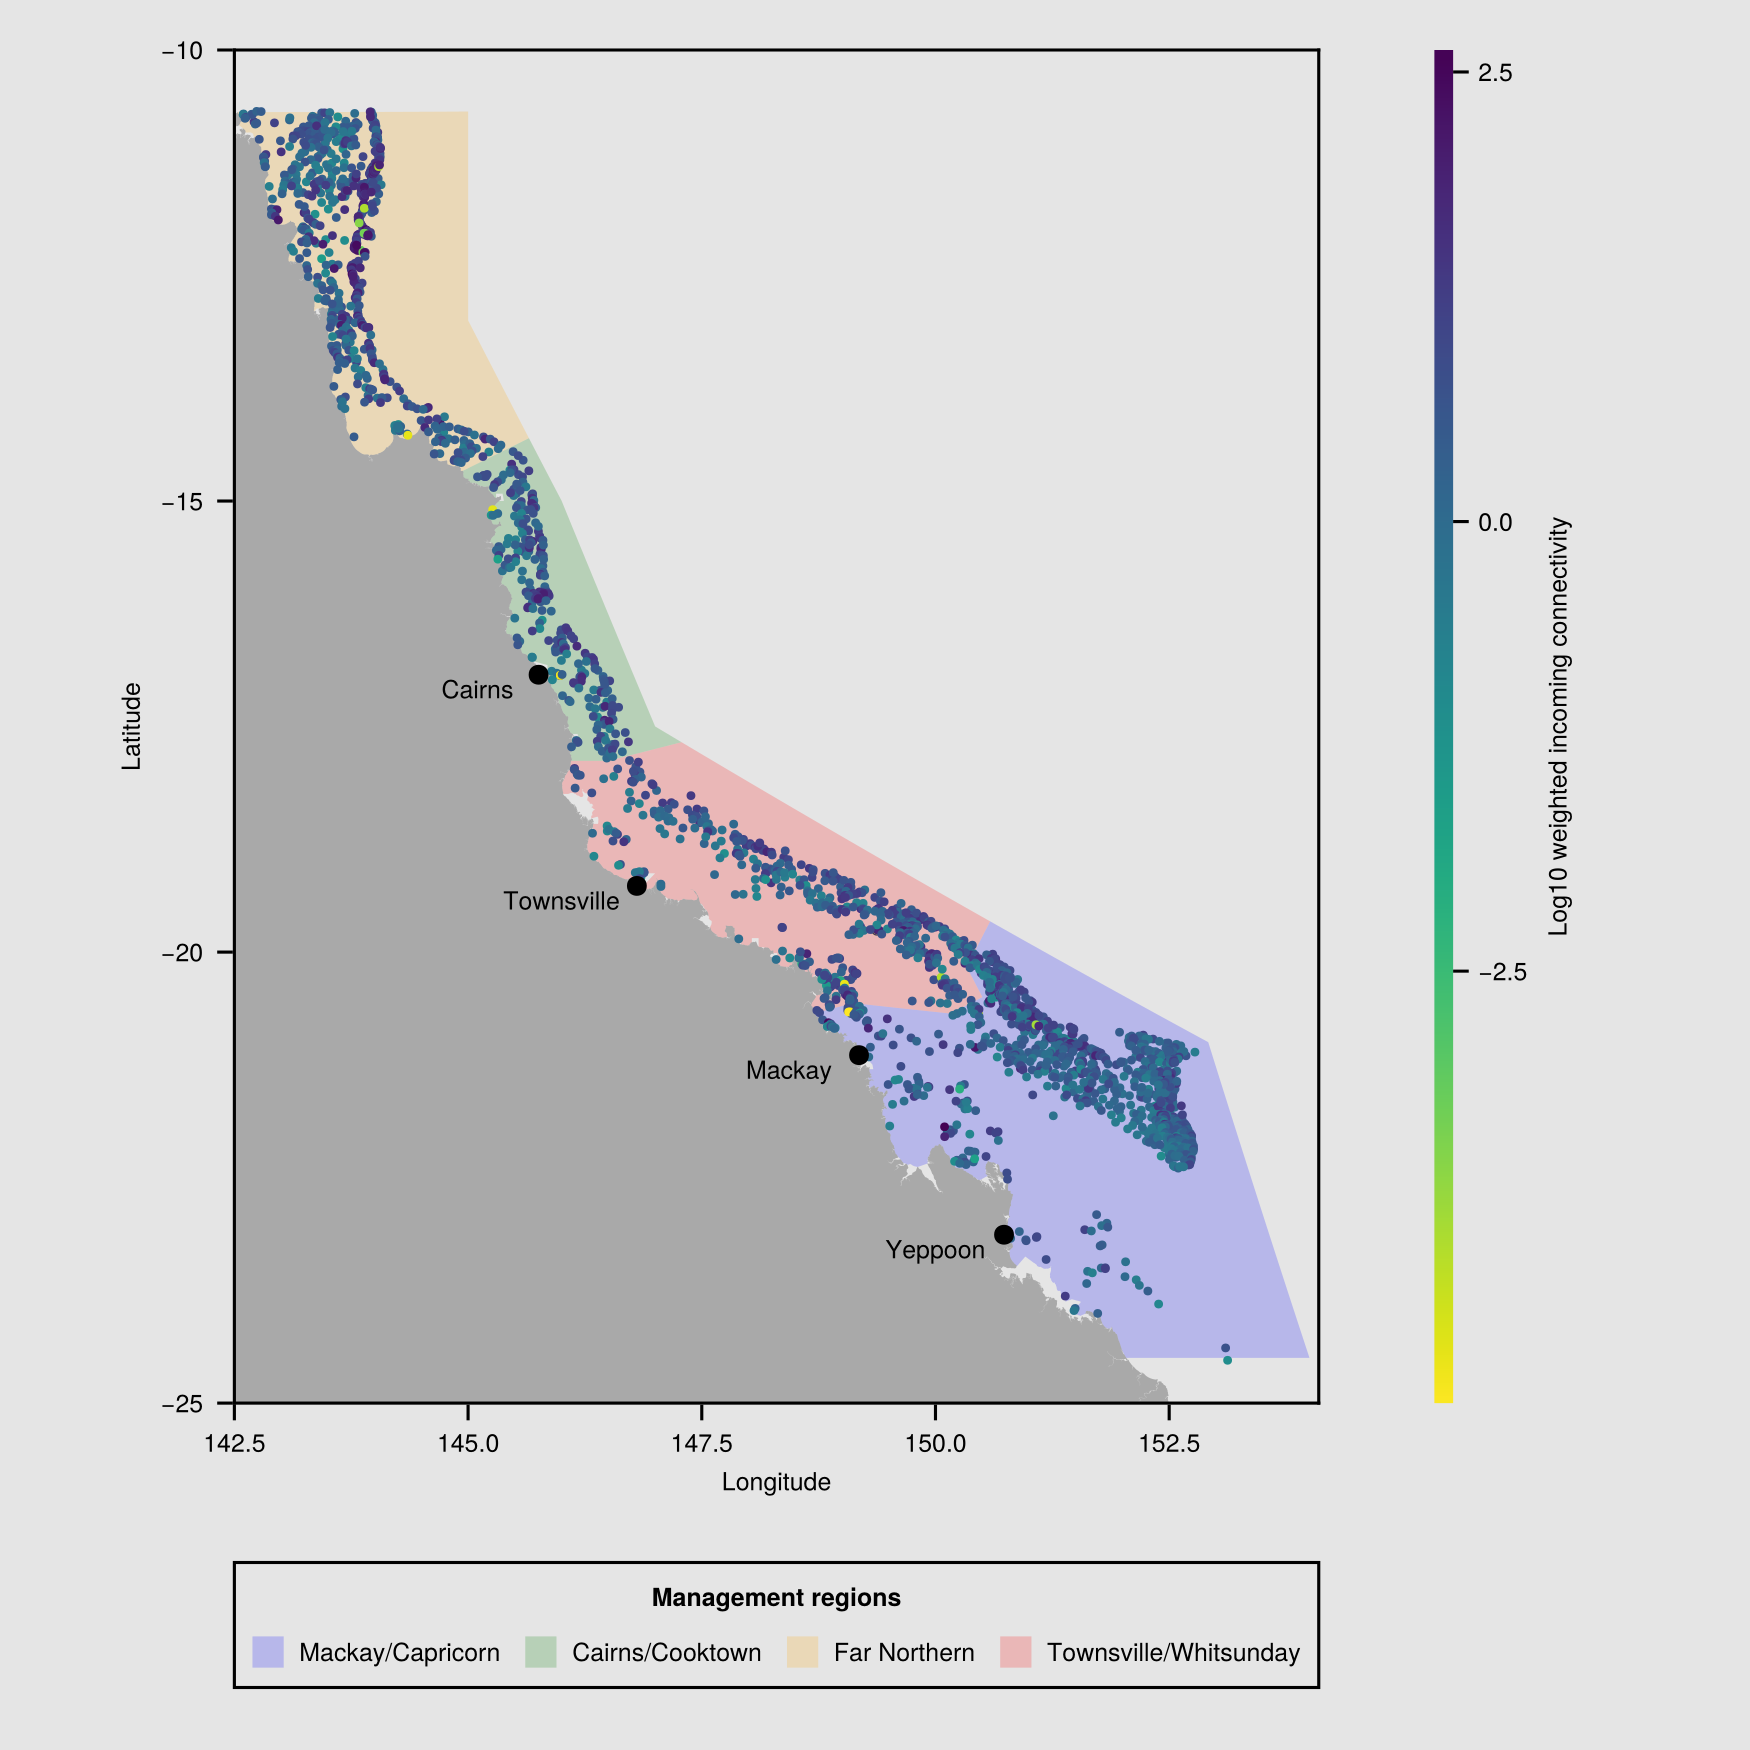 −10
−15
−20
−25
Latitude
Cairns
Townsville
Mackay
Yeppoon
142.5
145.0
147.5
150.0
152.5
Longitude
2.5
0.0
−2.5
Log10 weighted incoming connectivity
Management regions
Mackay/Capricorn
Cairns/Cooktown
Far Northern
Townsville/Whitsunday